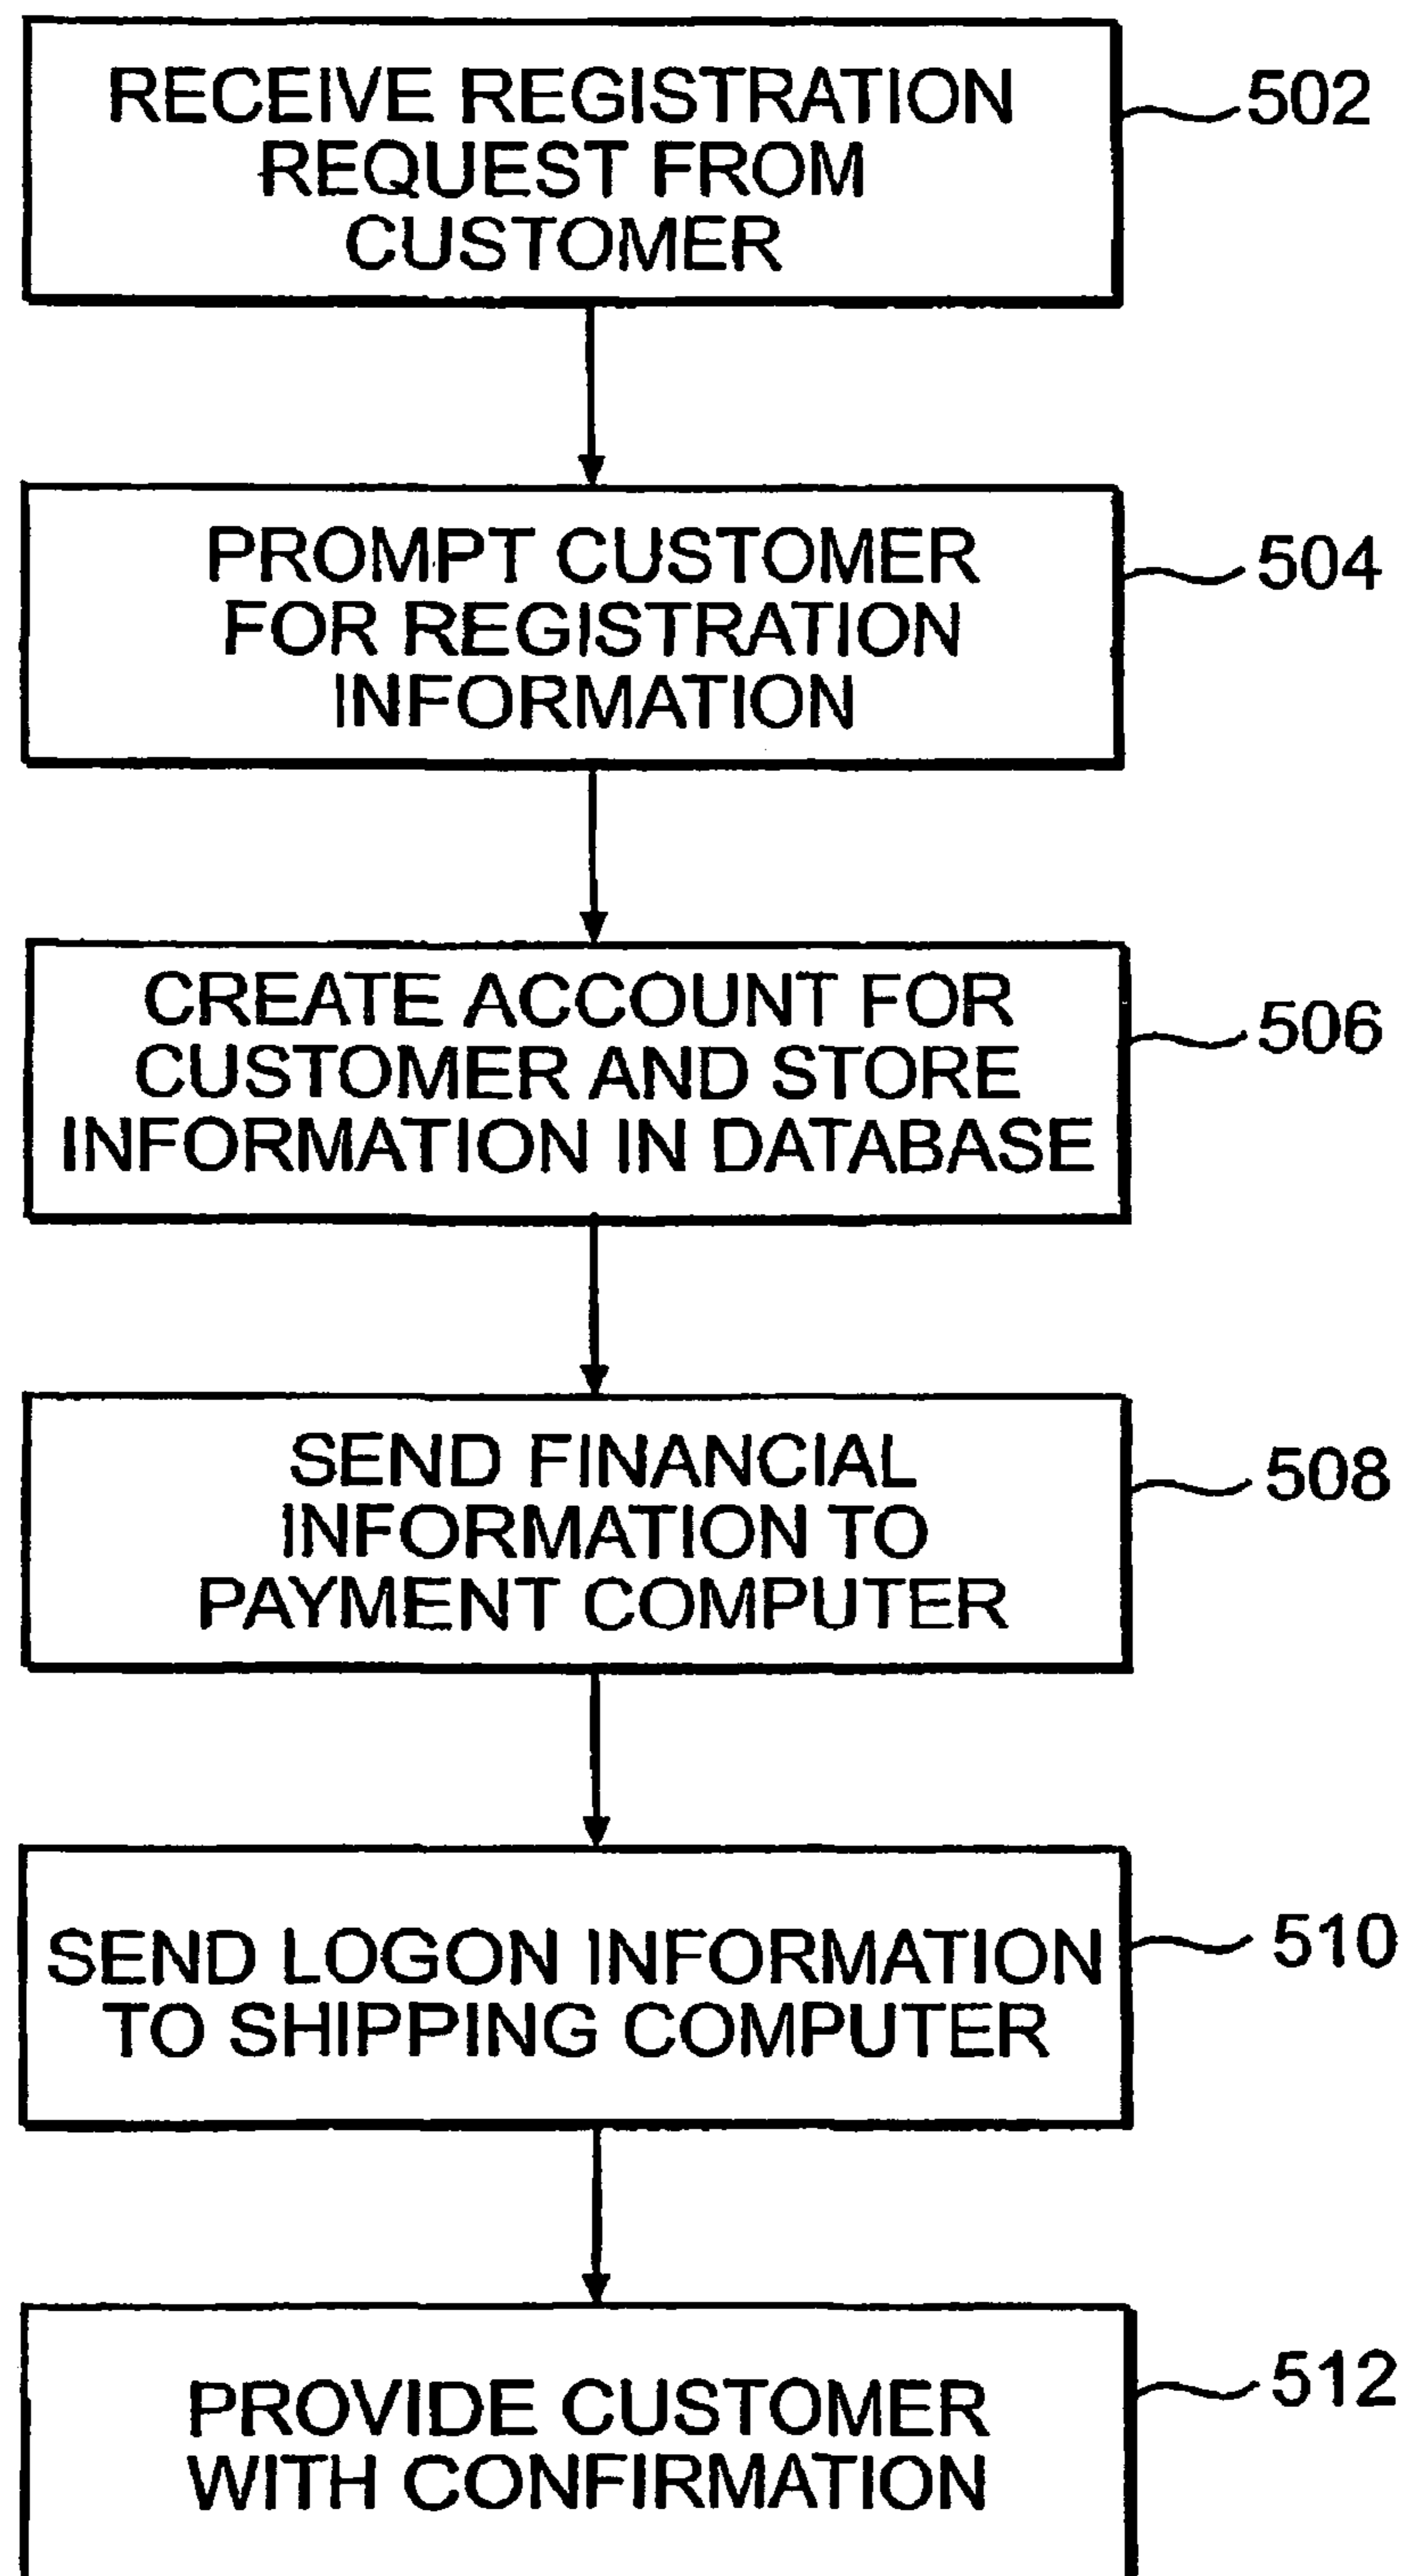 RECEIVE REGISTRATION
REQUEST FROM
CUSTOMER
502
PROMPT CUSTOMER
FOR REGISTRATION
INFORMATION
504
CREATE ACCOUNT FOR
CUSTOMER AND STORE
INFORMATION IN DATABASE
506
SEND FINANCIAL
INFORMATION TO
PAYMENT COMPUTER
508
SEND LOGON INFORMATION
TO SHIPPING COMPUTER
510
PROVIDE CUSTOMER
WITH CONFIRMATION
512